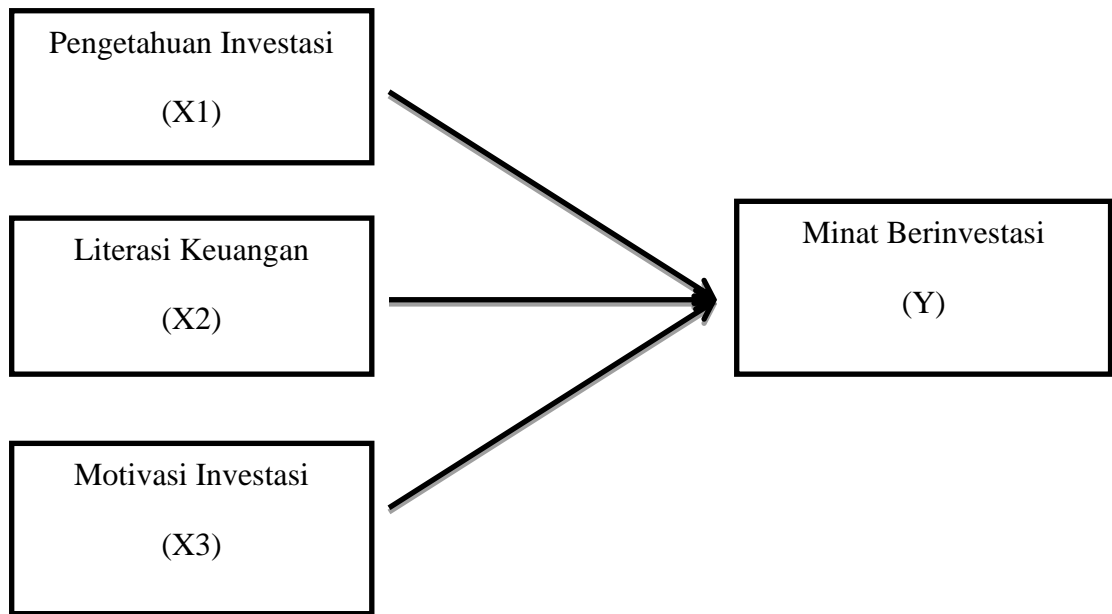 Pengetahuan Investasi
(X1)
Literasi Keuangan
(X2)
Motivasi Investasi
(X3)
Minat Berinvestasi
(Y)